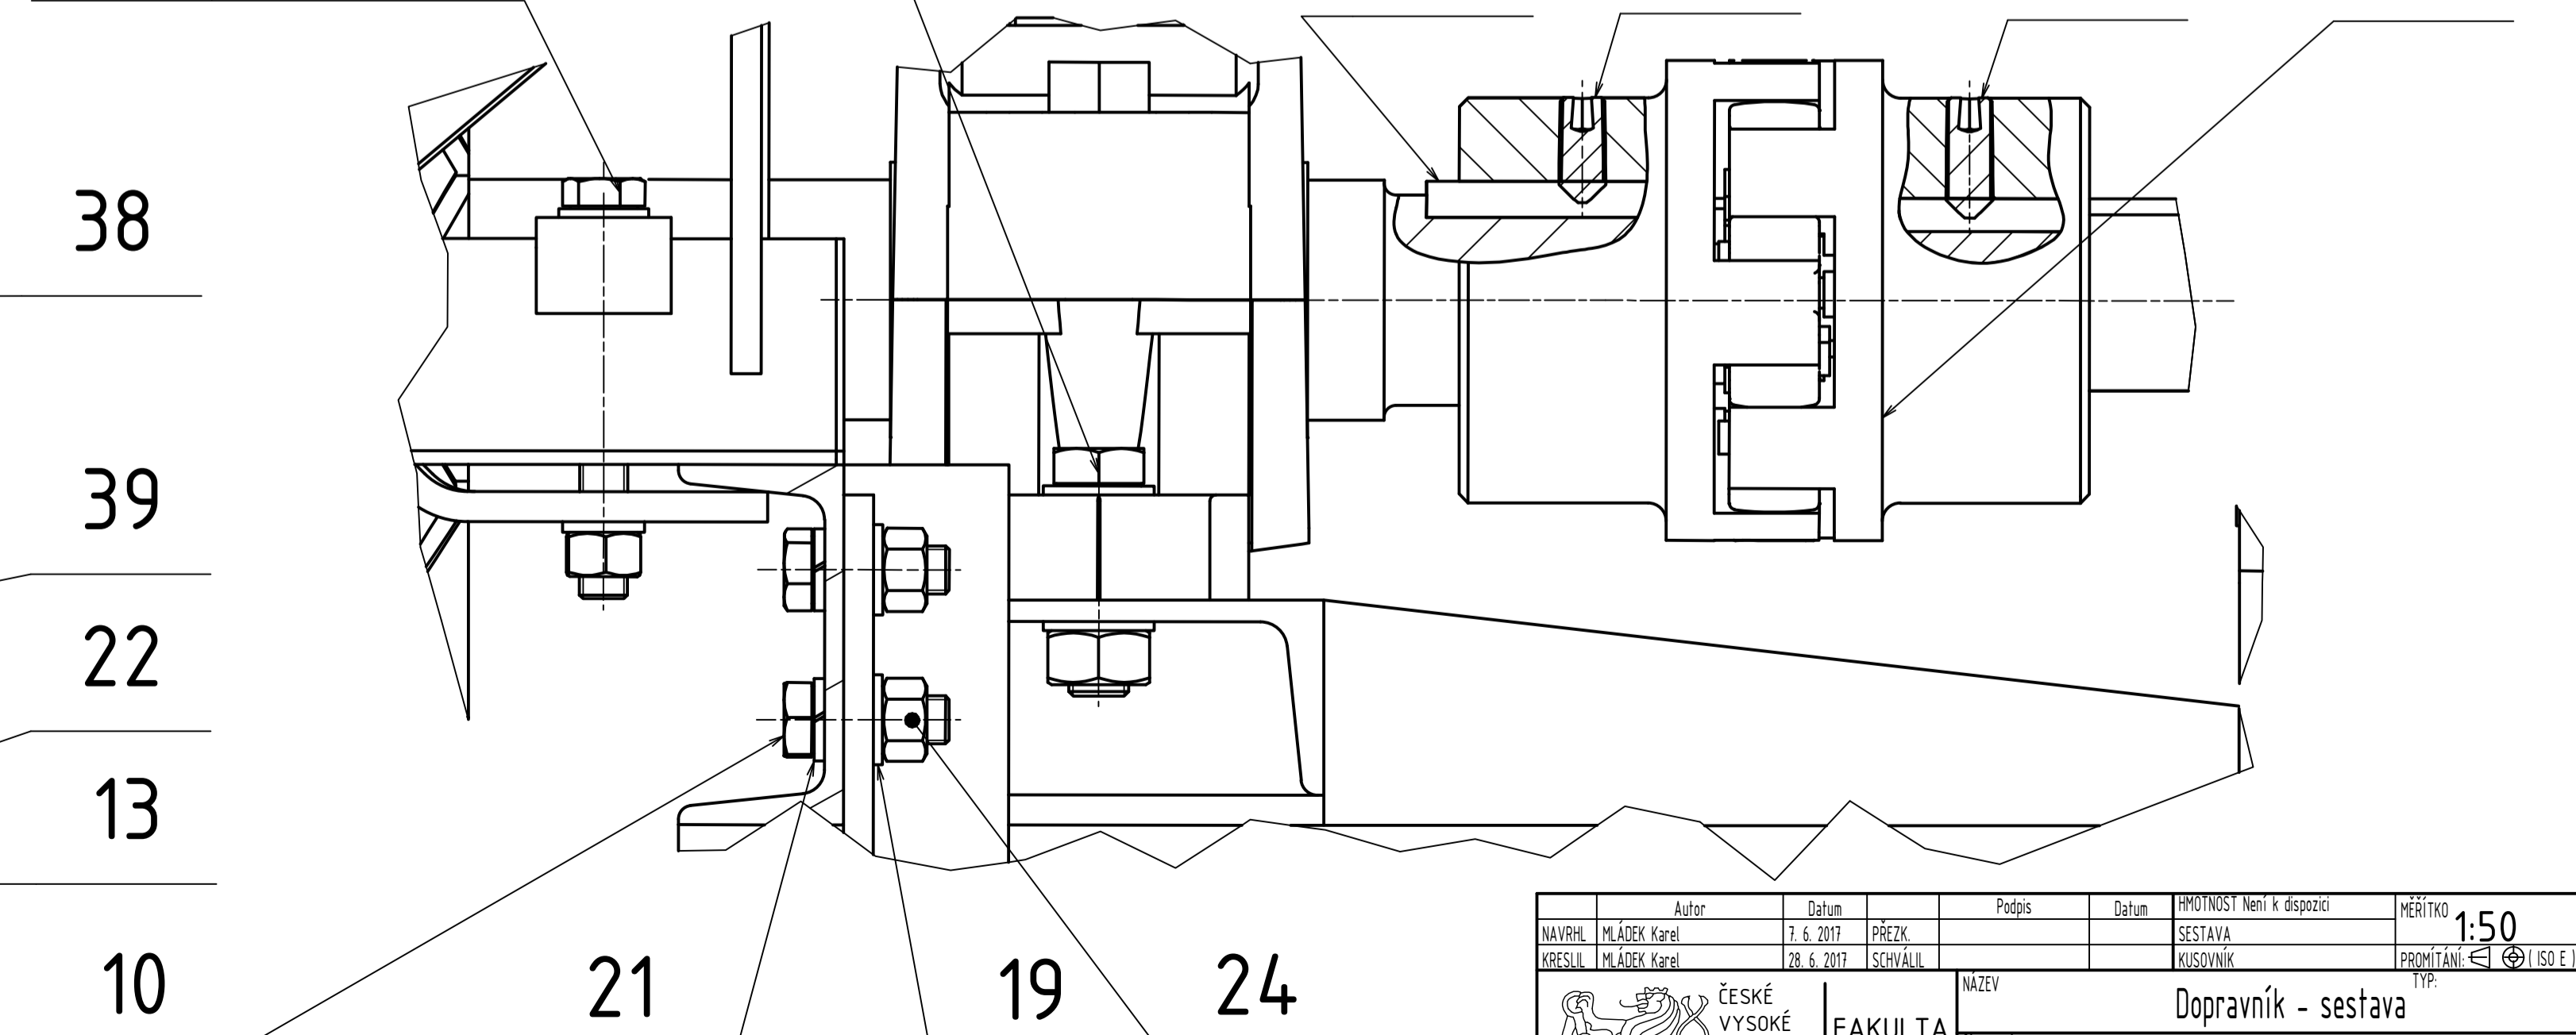 38
39
22
13
10
21
19
24
Autor Datum Podpis Datum HMOTNOST Není k dispozici MĚŘÍTKO 1:50
NAVRHL MLÁDEK Karel 7. 6. 2017 PŘEZK. SESTAVA
KRESLIL MLÁDEK Karel 28. 6. 2017 SCHVÁLIL KUSOVNÍK PROMÍTÁNÍ: ( ISO E )
NÁZEV TYP:
Dopravník - sestava
ČESKÉ
VYSOKÉ
FAKULTA